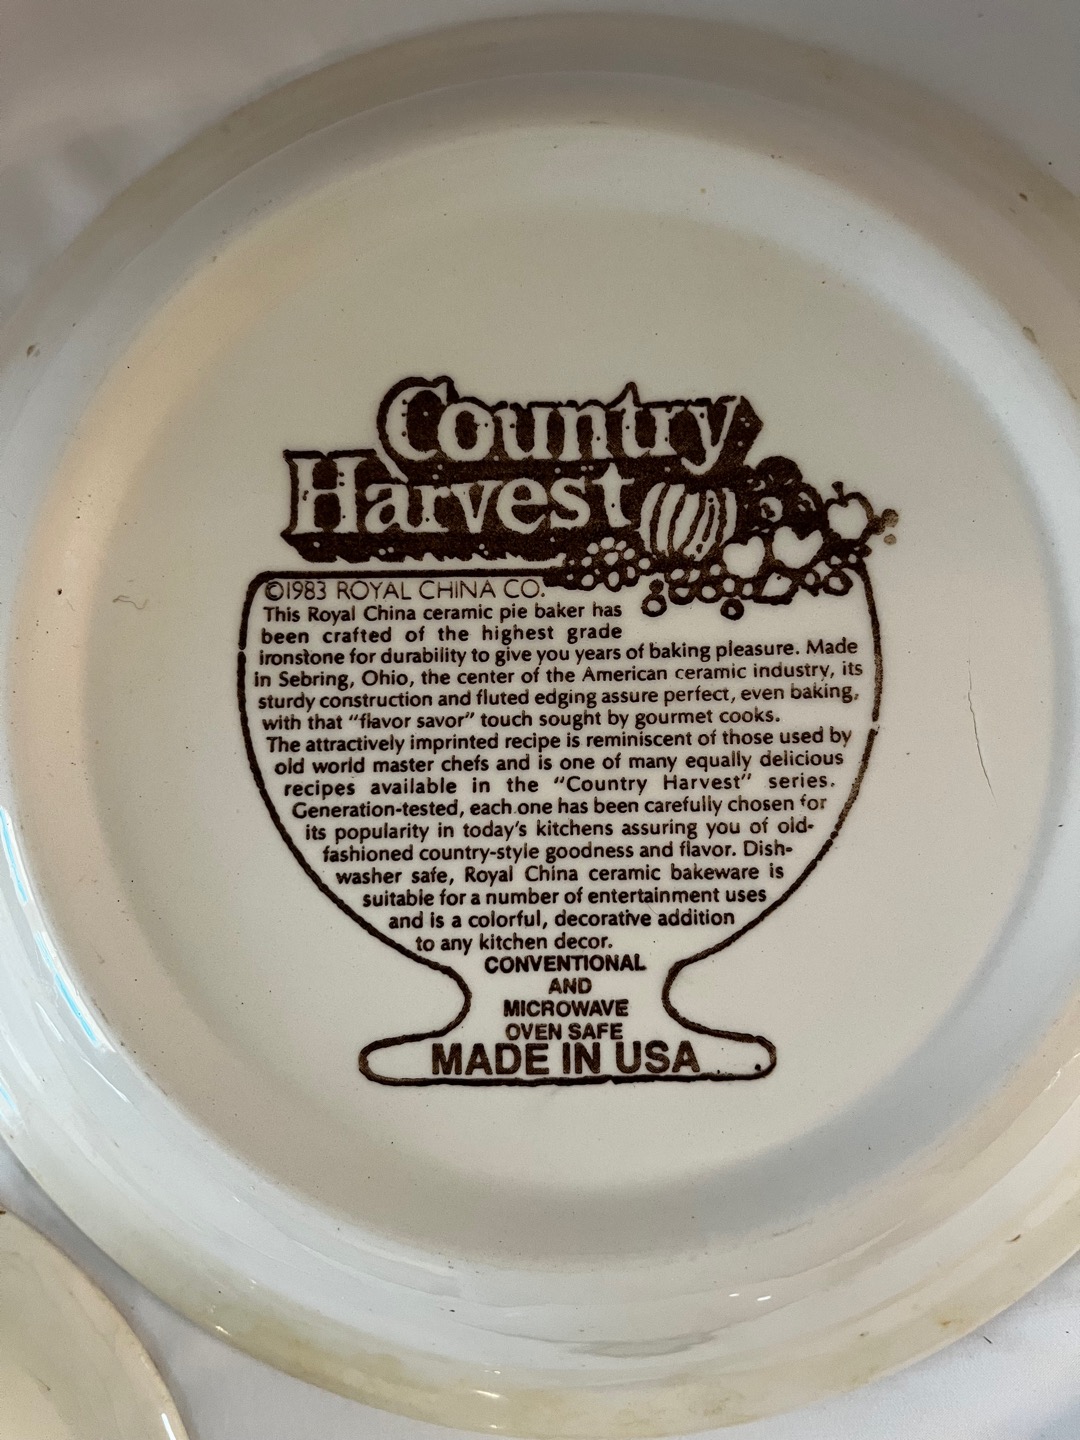 Country
Harvest
©1983 ROYAL CHINA CO.
This Royal China ceramic pie baker has
been crafted of the highest grade
ironstone for durability to give you years of baking pleasure. Made
in Sebring, Ohio, the center of the American ceramic industry, its
sturdy construction and fluted edging assure perfect, even baking,
with that "flavor savor" touch sought by gourmet cooks.
The attractively imprinted recipe is reminiscent of those used by
old world master chefs and is one of many equally delicious
recipes available in the "Country Harvest" series.
Generation-tested, each one has been carefully chosen for
its popularity in today's kitchens assuring you of old-
fashioned country-style goodness and flavor. Dish-
washer safe, Royal China ceramic bakeware is
suitable for a number of entertainment uses
and is a colorful, decorative addition
to any kitchen decor.
CONVENTIONAL
AND
MICROWAVE
OVEN SAFE
MADE IN USA